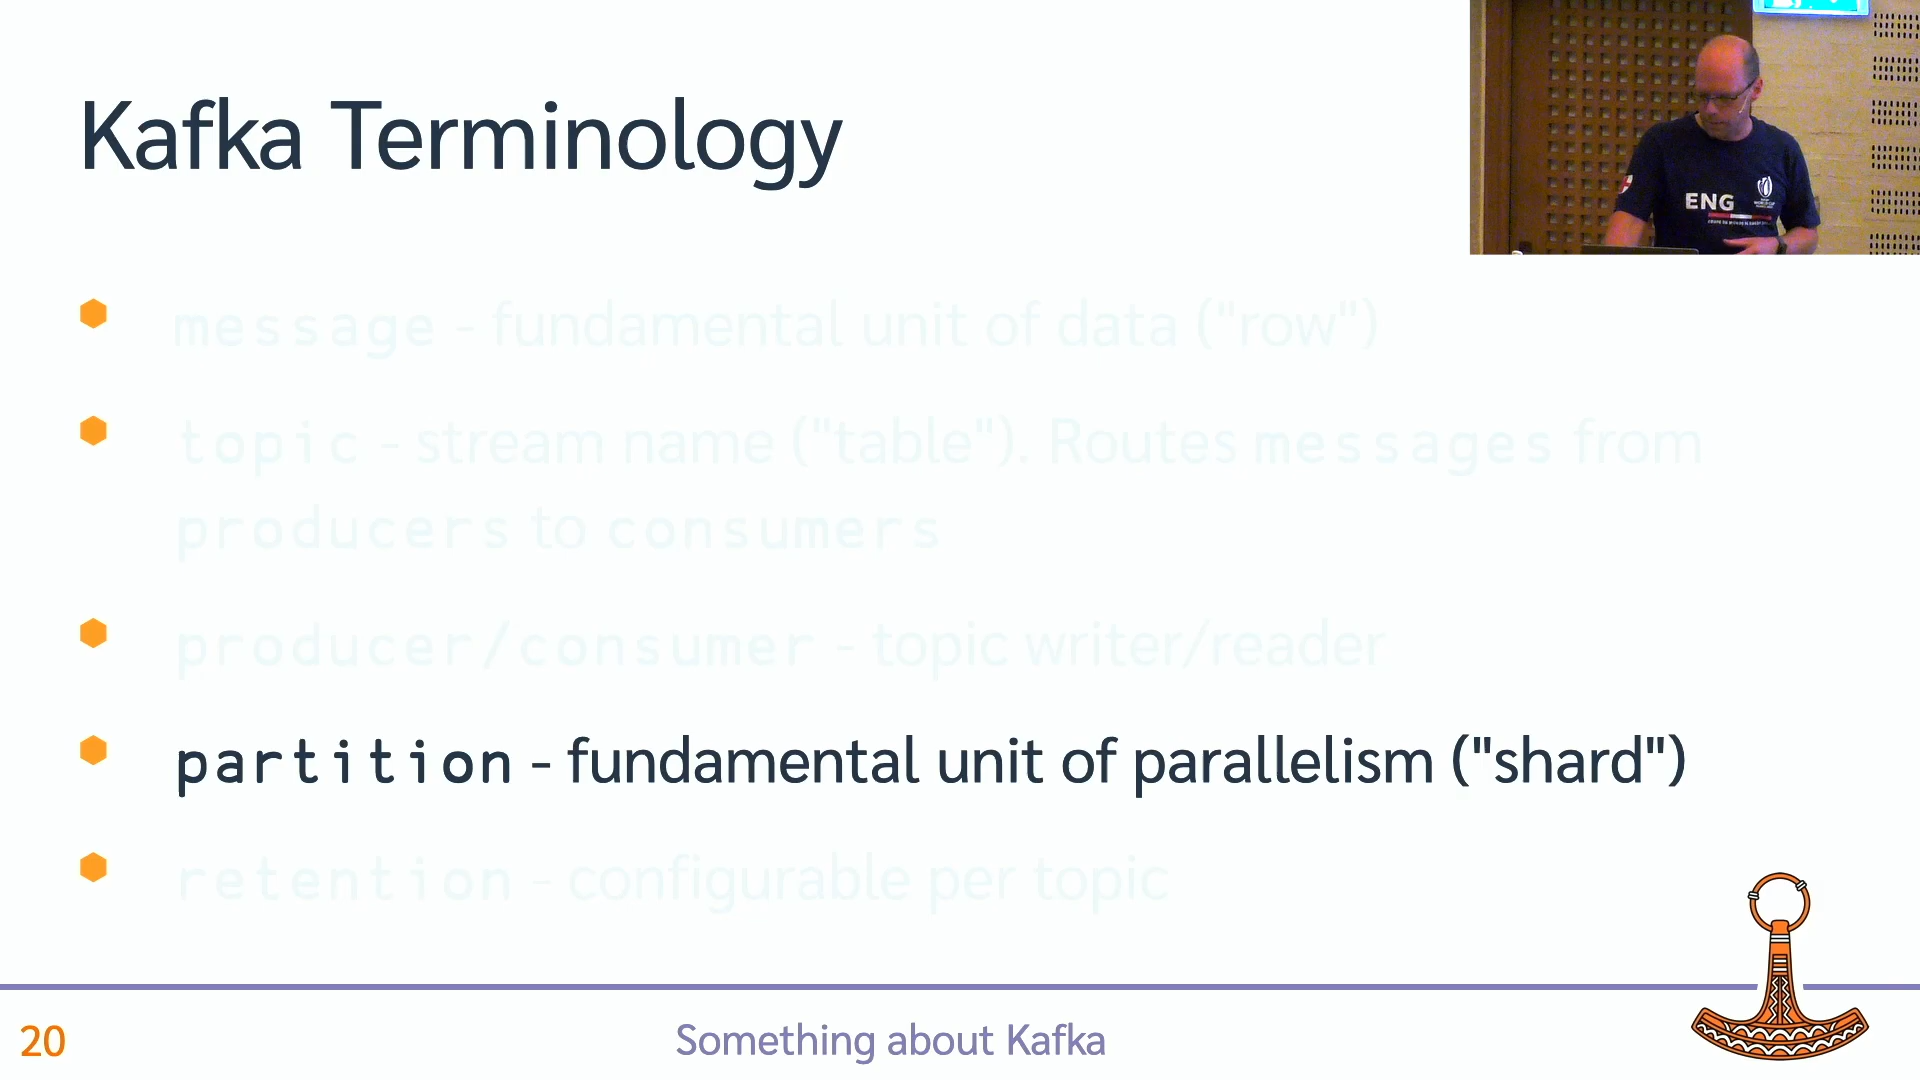 Kafka Terminology
message - fundamental unit of data ("row")
topic - stream name ("table"). Routes messages from
producers to consumers
producer/consumer - topic writer/reader
partition - fundamental unit of parallelism ("shard")
retention - configurable per topic
20
Something about Kafka
ENG